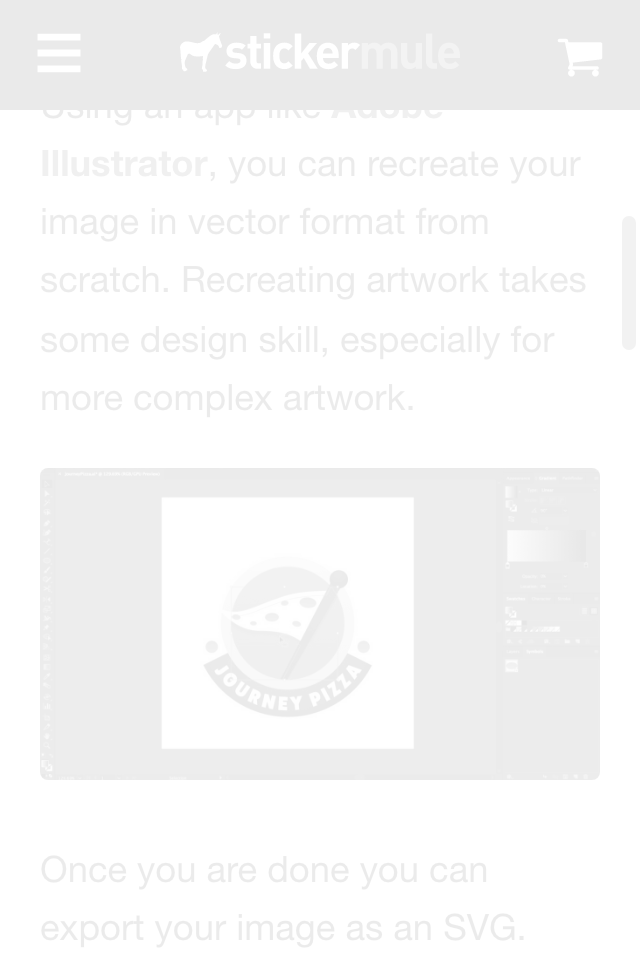 stickermule
Using an app like Adobe
Illustrator, you can recreate your
image in vector format from
scratch. Recreating artwork takes
some design skill, especially for
more complex artwork.
JOURNEY PIZZA
Once you are done you can
export your image as an SVG.